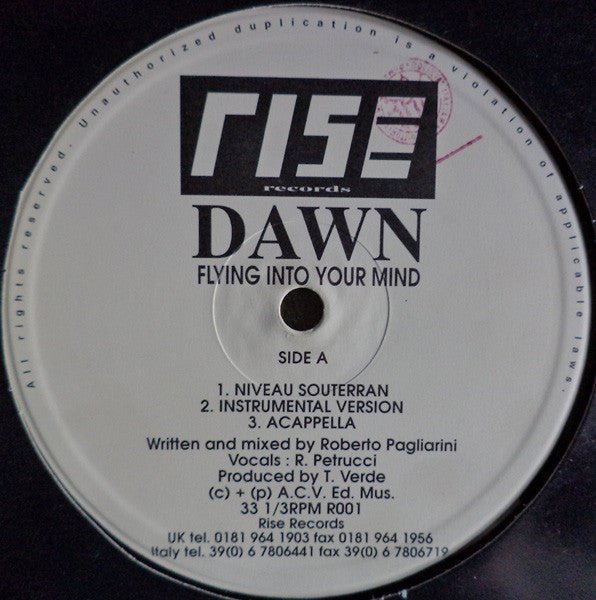 All rights reserved. Unauthorized duplication is a violation of applicable laws.
rise
records
DAWN
FLYING INTO YOUR MIND
SIDE A
1. NIVEAU SOUTERRAN
2. INSTRUMENTAL VERSION
3. ACAPPELLA
Written and mixed by Roberto Pagliarini
Vocals : R. Petrucci
Produced by T. Verde
(c) + (p) A.C.V. Ed. Mus.
33 1/3RPM R001
Rise Records
UK tel. 0181 964 1903 fax 0181 964 1956
Italy tel. 39(0) 6 7806441 fax 39(0) 6 7806719